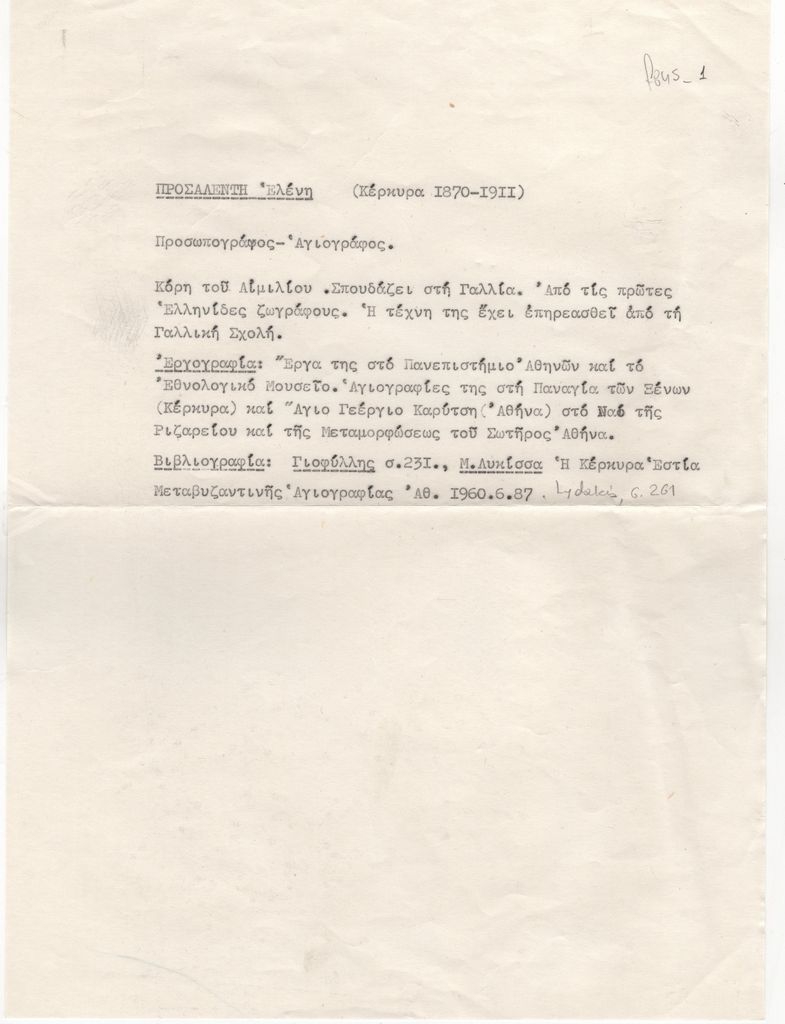 ΠΡΟΣΑΛΕΝΤΗ Ἑλένη (Κέρκυρα 1870-1911)
Προσωπογράφος-Ἁγιογράφος.
Κόρη τοῦ Αἰμιλίου .Σπουδάζει στή Γαλλία. Ἀπό τίς πρῶτες
Ἑλληνίδες ζωγράφους. Ἡ τέχνη της ἔχει ἐπηρεασθεῖ ἀπό τή
Γαλλική Σχολή.
Ἐργογραφία: Ἔργα της στό Πανεπιστήμιο Ἀθηνῶν καί τό
Ἐθνολογικό Μουσεῖο.Ἁγιογραφίες της στή Παναγία τῶν Ξένων
(Κέρκυρα) καί Ἅγιο Γεέργιο Καρύτση(Ἀθήνα) στό Ναό τῆς
Ριζαρείου καί τῆς Μεταμορφώσεως τοῦ Σωτῆρος Ἀθήνα.
Βιβλιογραφία: Γιοφύλλης σ.231., Μ.Λυκίσσα Ἡ Κέρκυρα Ἑστία
Μεταβυζαντινῆς Ἁγιογραφίας Ἀθ. 1960.6.87 . Lydakis, σ. 261